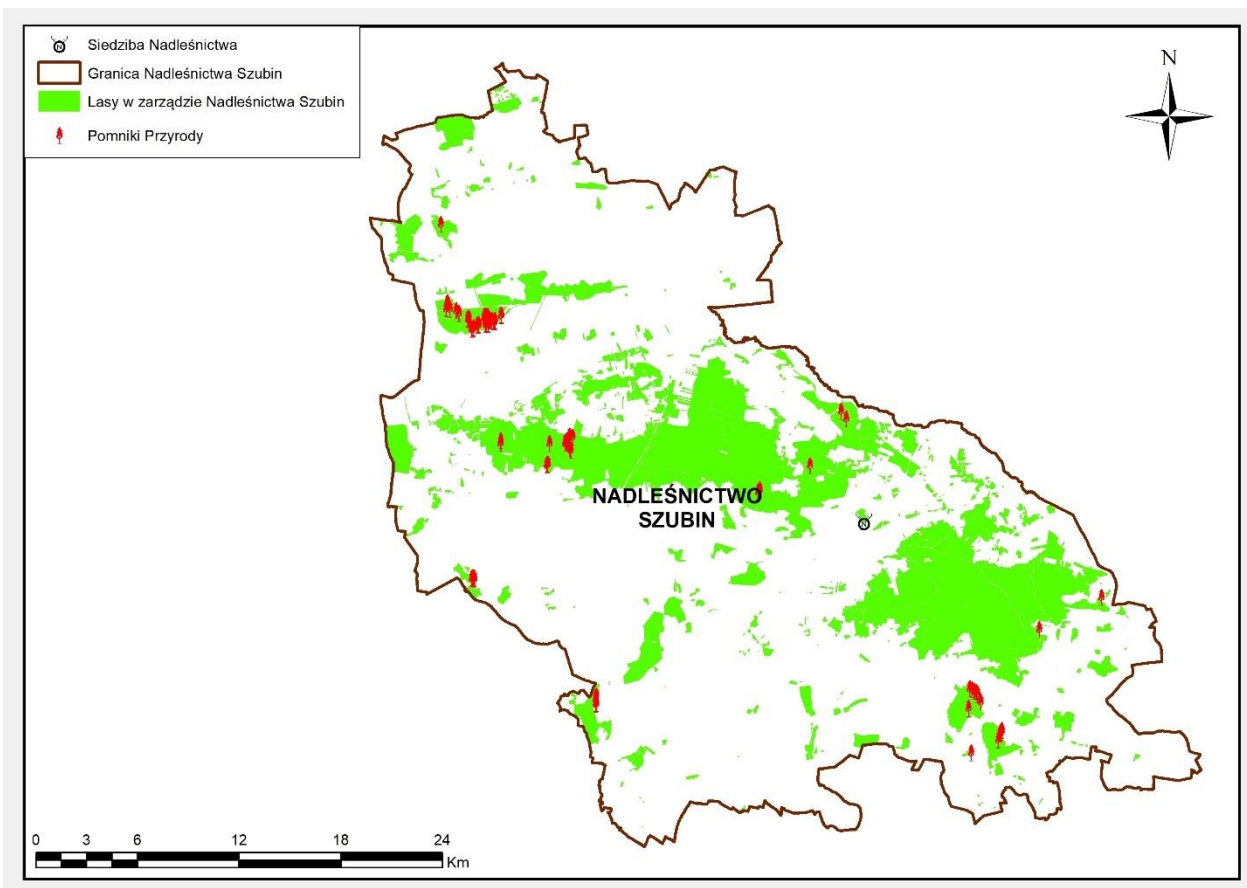 Siedziba Nadleśnictwa
Granica Nadleśnictwa Szubin
Lasy w zarządzie Nadleśnictwa Szubin
Pomniki Przyrody
N
NADLEŚNICTWO
SZUBIN
N
0 3 6 12 18 24
Km